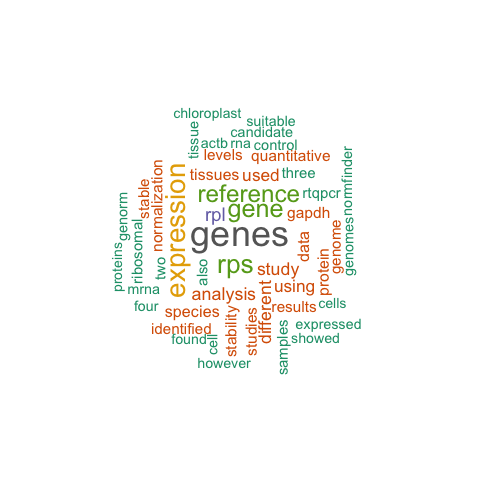 chloroplast
suitable
candidate
tissue
actb
rna
control
levels
quantitative
tissues
used
three
normfinder
stable
normalization
expression
reference
rtqpcr
rpl
gene
gapdh
genorm
ribosomal
genes
data
genome
genomes
proteins
two
also
rps
study
protein
mrna
analysis
different
using
four
species
stability
studies
results
cells
identified
expressed
found
cell
samples
showed
however